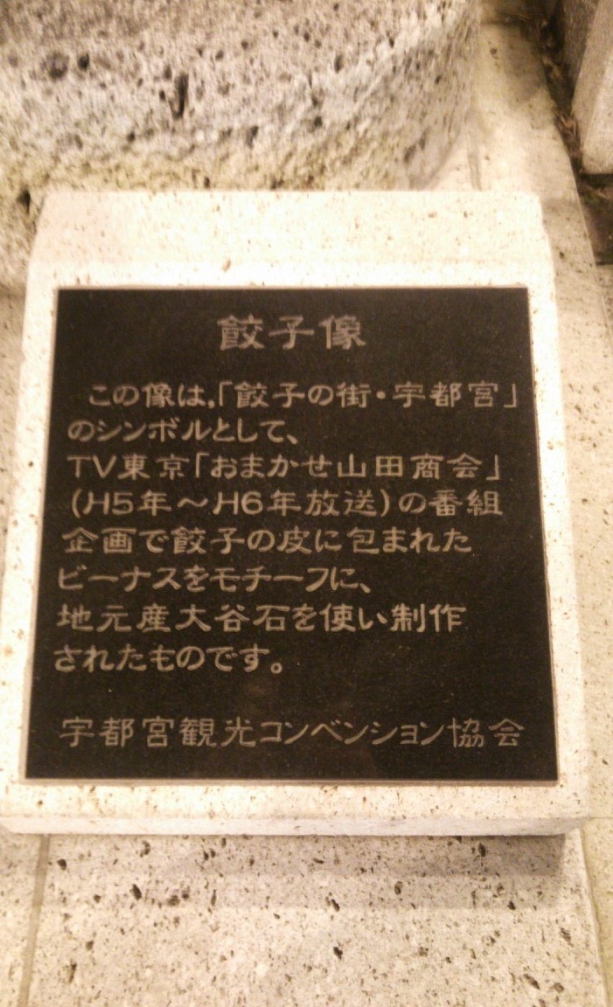 餃子像
この像は、「餃子の街・宇都宮」
のシンボルとして、
TV東京「おまかせ山田商会」
(H5年～H6年放送)の番組
企画で餃子の皮に包まれた
ビーナスをモチーフに、
地元産大谷石を使い制作
されたものです。
宇都宮観光コンベンション協会